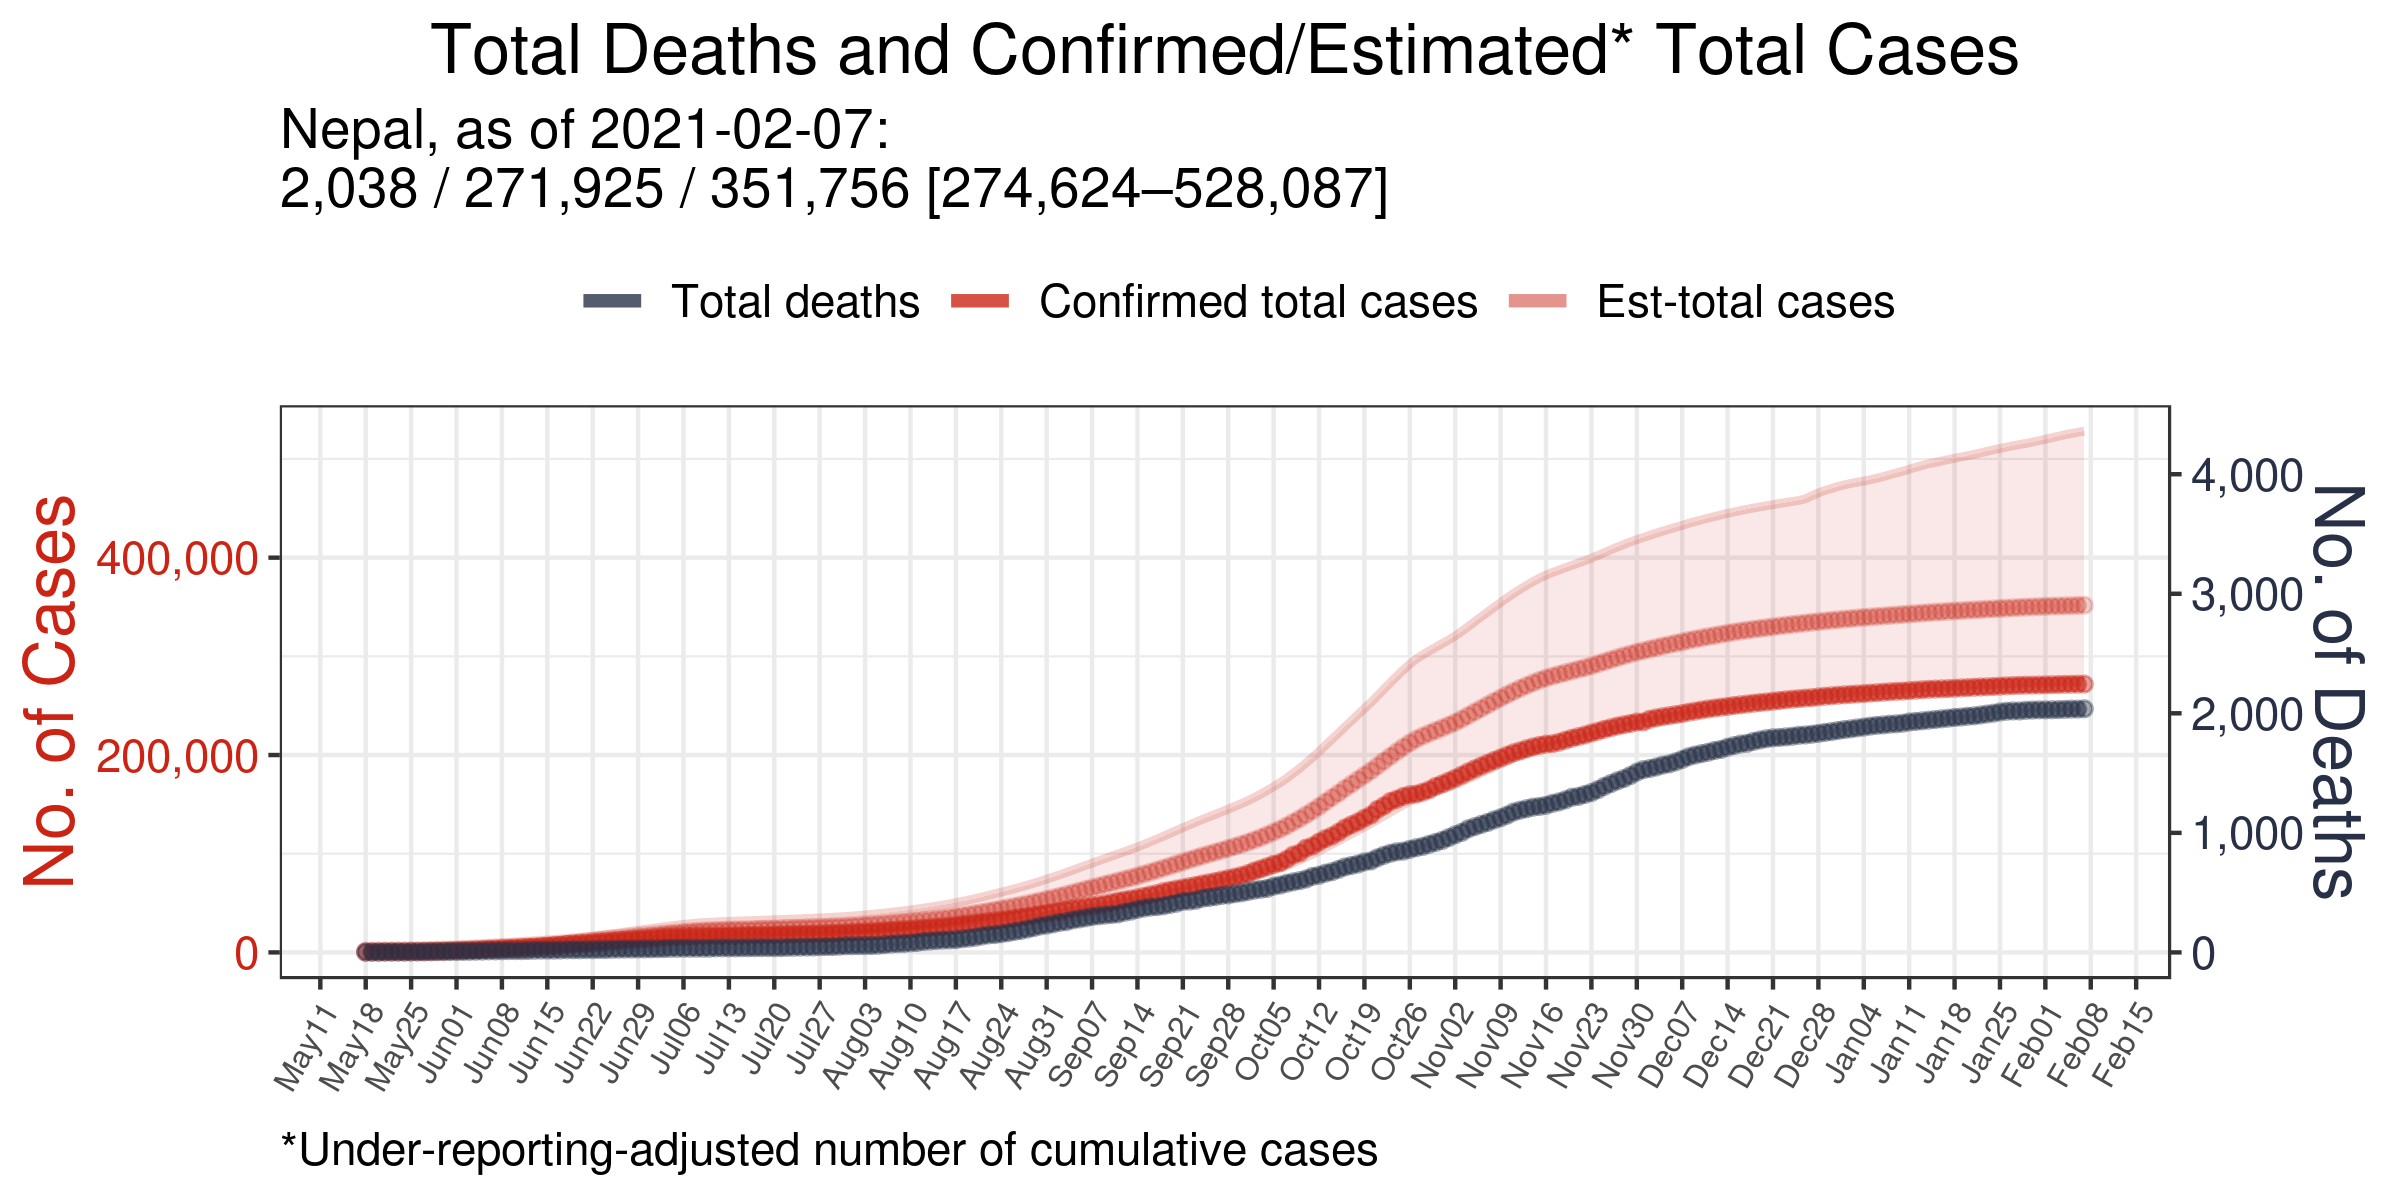 Total Deaths and Confirmed/Estimated* Total Cases
Nepal, as of 2021-02-07:
2,038 / 271,925 / 351,756 [274,624–528,087]
Total deaths
Confirmed total cases
Est-total cases
No. of Cases
400,000
200,000
0
4,000
3,000
2,000
1,000
0
No. of Deaths
May11
May18
May25
Jun01
Jun08
Jun15
Jun22
Jun29
Jul06
Jul13
Jul20
Jul27
Aug03
Aug10
Aug17
Aug24
Aug31
Sep07
Sep14
Sep21
Sep28
Oct05
Oct12
Oct19
Oct26
Nov02
Nov09
Nov16
Nov23
Nov30
Dec07
Dec14
Dec21
Dec28
Jan04
Jan11
Jan18
Jan25
Feb01
Feb08
Feb15
*Under-reporting-adjusted number of cumulative cases